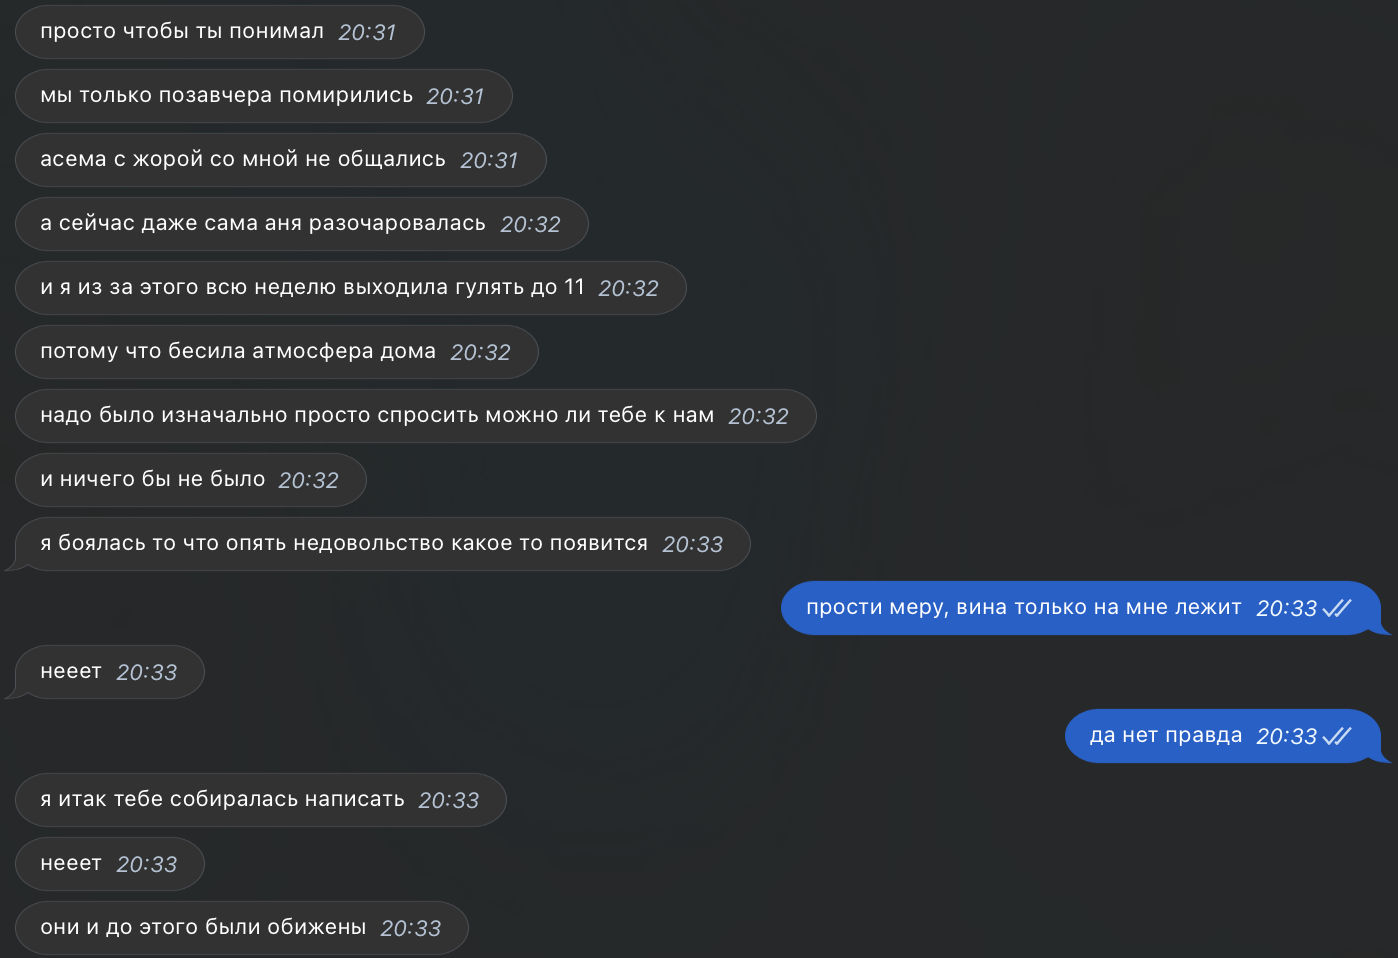 просто чтобы ты понимал 20:31
мы только позавчера помирились 20:31
асема с жорой со мной не общались 20:31
а сейчас даже сама аня разочаровалась 20:32
и я из за этого всю неделю выходила гулять до 11 20:32
потому что бесила атмосфера дома 20:32
надо было изначально просто спросить можно ли тебе к нам 20:32
и ничего бы не было 20:32
я боялась то что опять недовольство какое то появится 20:33
прости меру, вина только на мне лежит 20:33
нееет 20:33
да нет правда 20:33
я итак тебе собиралась написать 20:33
нееет 20:33
они и до этого были обижены 20:33